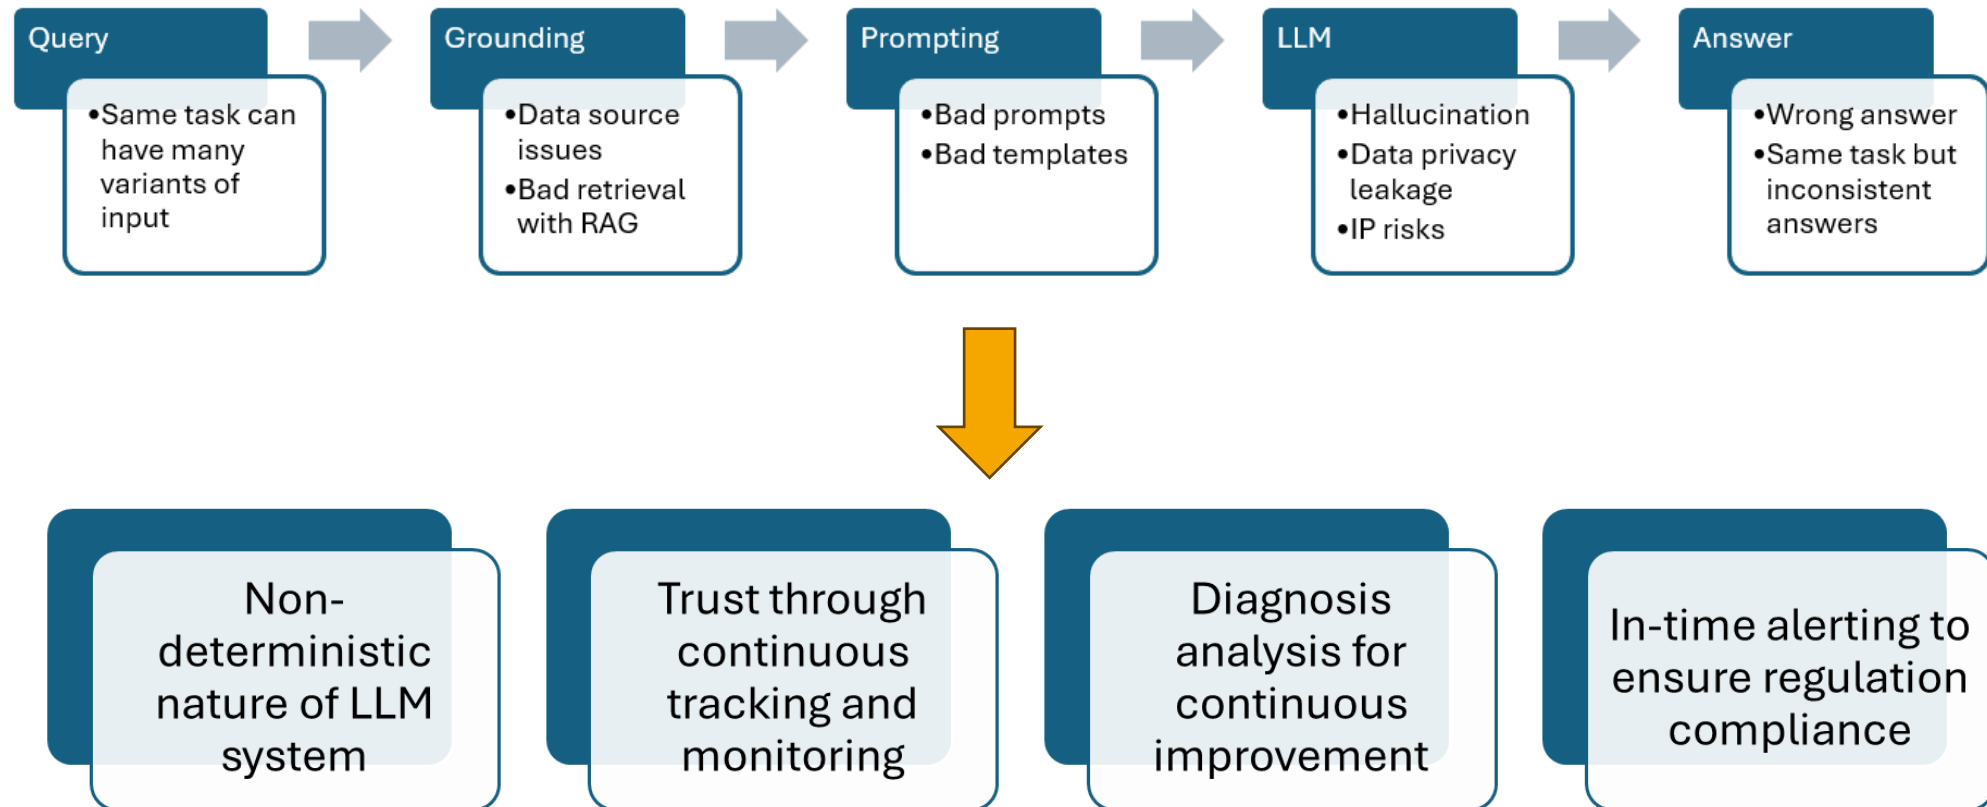 Query
•Same task can
have many
variants of
input
Grounding
•Data source
issues
•Bad retrieval
with RAG
Prompting
•Bad prompts
•Bad templates
LLM
•Hallucination
•Data privacy
leakage
•IP risks
Answer
•Wrong answer
•Same task but
inconsistent
answers
Non-
deterministic
nature of LLM
system
Trust through
continuous
tracking and
monitoring
Diagnosis
analysis for
continuous
improvement
In-time alerting to
ensure regulation
compliance